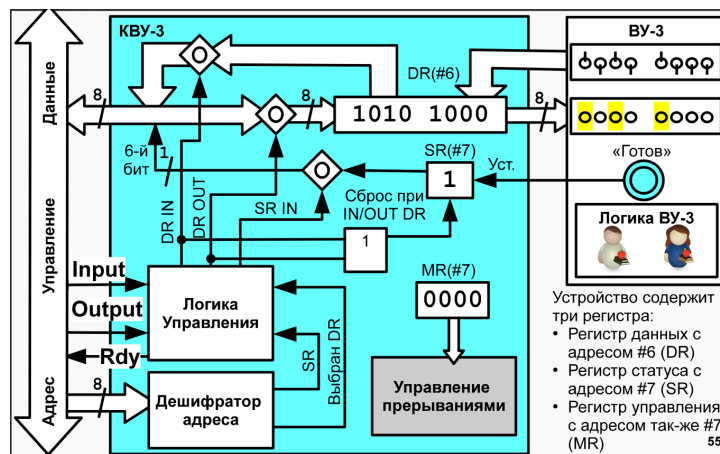 КВУ-3
ВУ-3
Данные
Управление
Адрес
8
8
DR(#6)
1010 1000
8
6-й
бит
1
DR IN
DR OUT
SR IN
SR(#7)
1
Уст.
«Готов»
Сброс при
IN/OUT DR
1
Логика ВУ-3
Input
Output
Rdy
Логика
Управления
MR(#7)
0000
SR
Выбран DR
8
Дешифратор
адреса
Управление
прерываниями
Устройство содержит
три регистра:
• Регистр данных с
адресом #6 (DR)
• Регистр статуса с
адресом #7 (SR)
• Регистр управления
с адресом так-же #7
(MR)
55